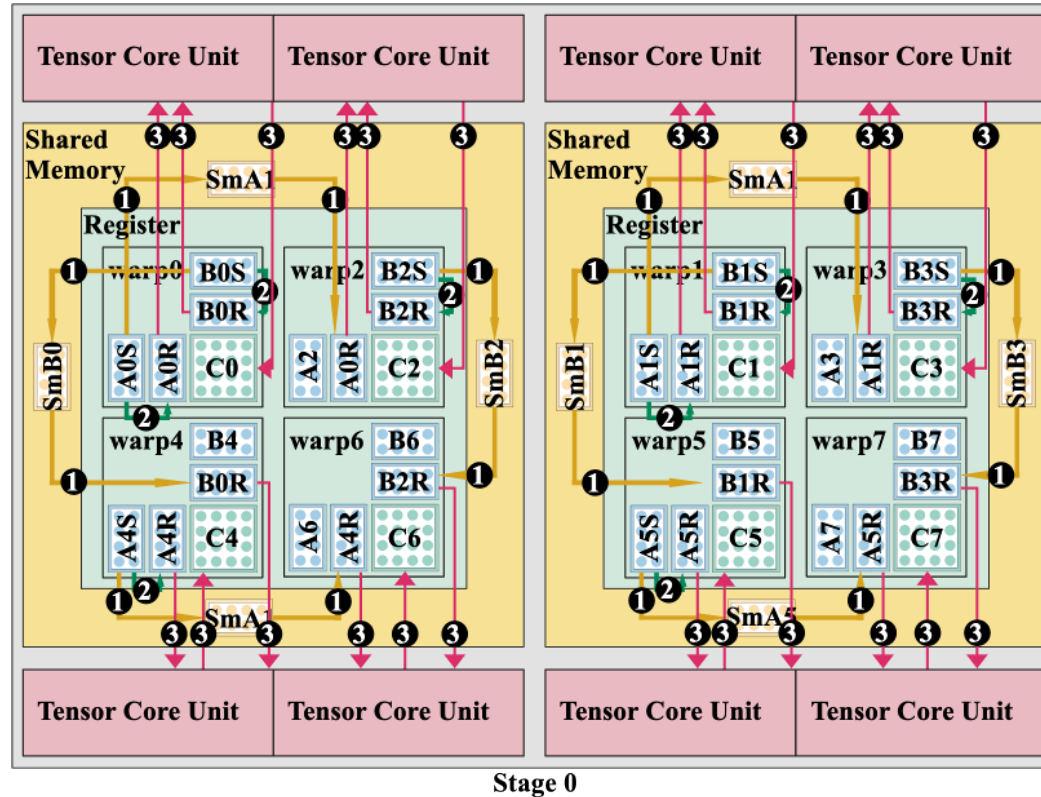 Tensor Core Unit Tensor Core Unit Tensor Core Unit Tensor Core Unit
3 3 3 3 3 3 3 3 3 3 3 3
Shared Memory
SmA1
1 1
Register
warp0 B0S warp2 B2S
1 2 2 1
B0R B2R
SmB0 A0S A0R C0 A2 A0R C2 SmB2
2
warp4 B4 warp6 B6
1 B0R B2R 1
A4S A4R C4 A6 A4R C6
1 2 1
SmA1
3 3 3 3 3 3
Shared Memory
SmA1
1 1
Register
warp1 B1S warp3 B3S
1 2 2 1
B1R B3R
SmB1 A1S A1R C1 A3 A1R C3 SmB3
2
warp5 B5 warp7 B7
1 B1R B3R 1
A5S A5R C5 A7 A5R C7
1 2 1
SmA5
3 3 3 3 3 3
Tensor Core Unit Tensor Core Unit Tensor Core Unit Tensor Core Unit
Stage 0